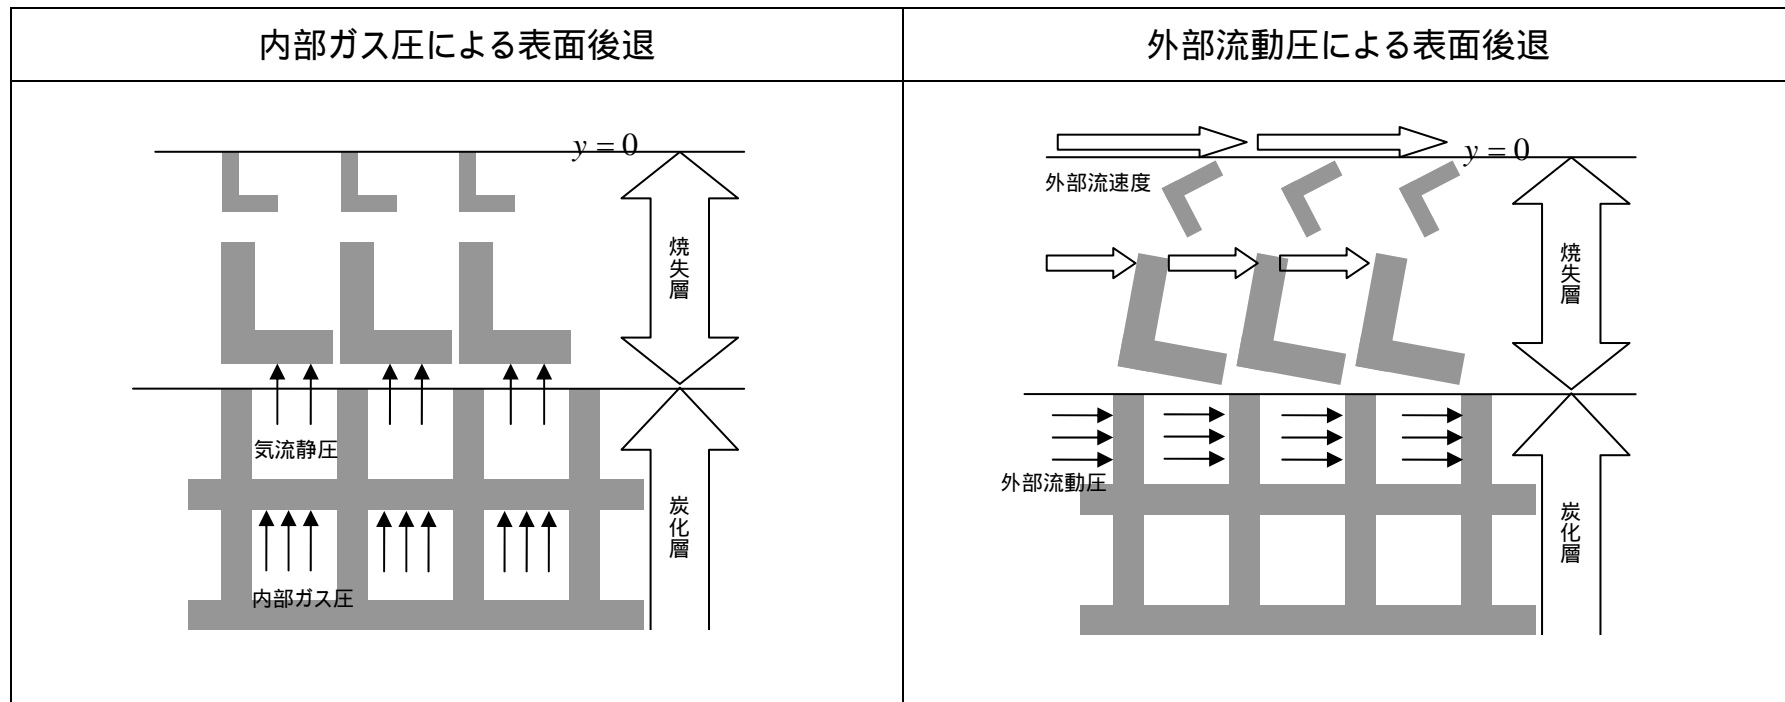 内部ガス圧による表面後退
外部流動圧による表面後退
y = 0
焼失層
気流静圧
炭化層
内部ガス圧
y = 0
外部流速度
焼失層
外部流動圧
炭化層